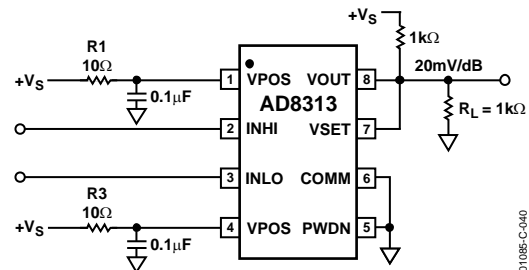 +VS
1kΩ
R1
10Ω
+VS
0.1μF
1 VPOS VOUT 8
20mV/dB
AD8313
2 INHI VSET 7
RL = 1kΩ
3 INLO COMM 6
R3
10Ω
+VS
4 VPOS PWDN 5
0.1μF
01085-C-040